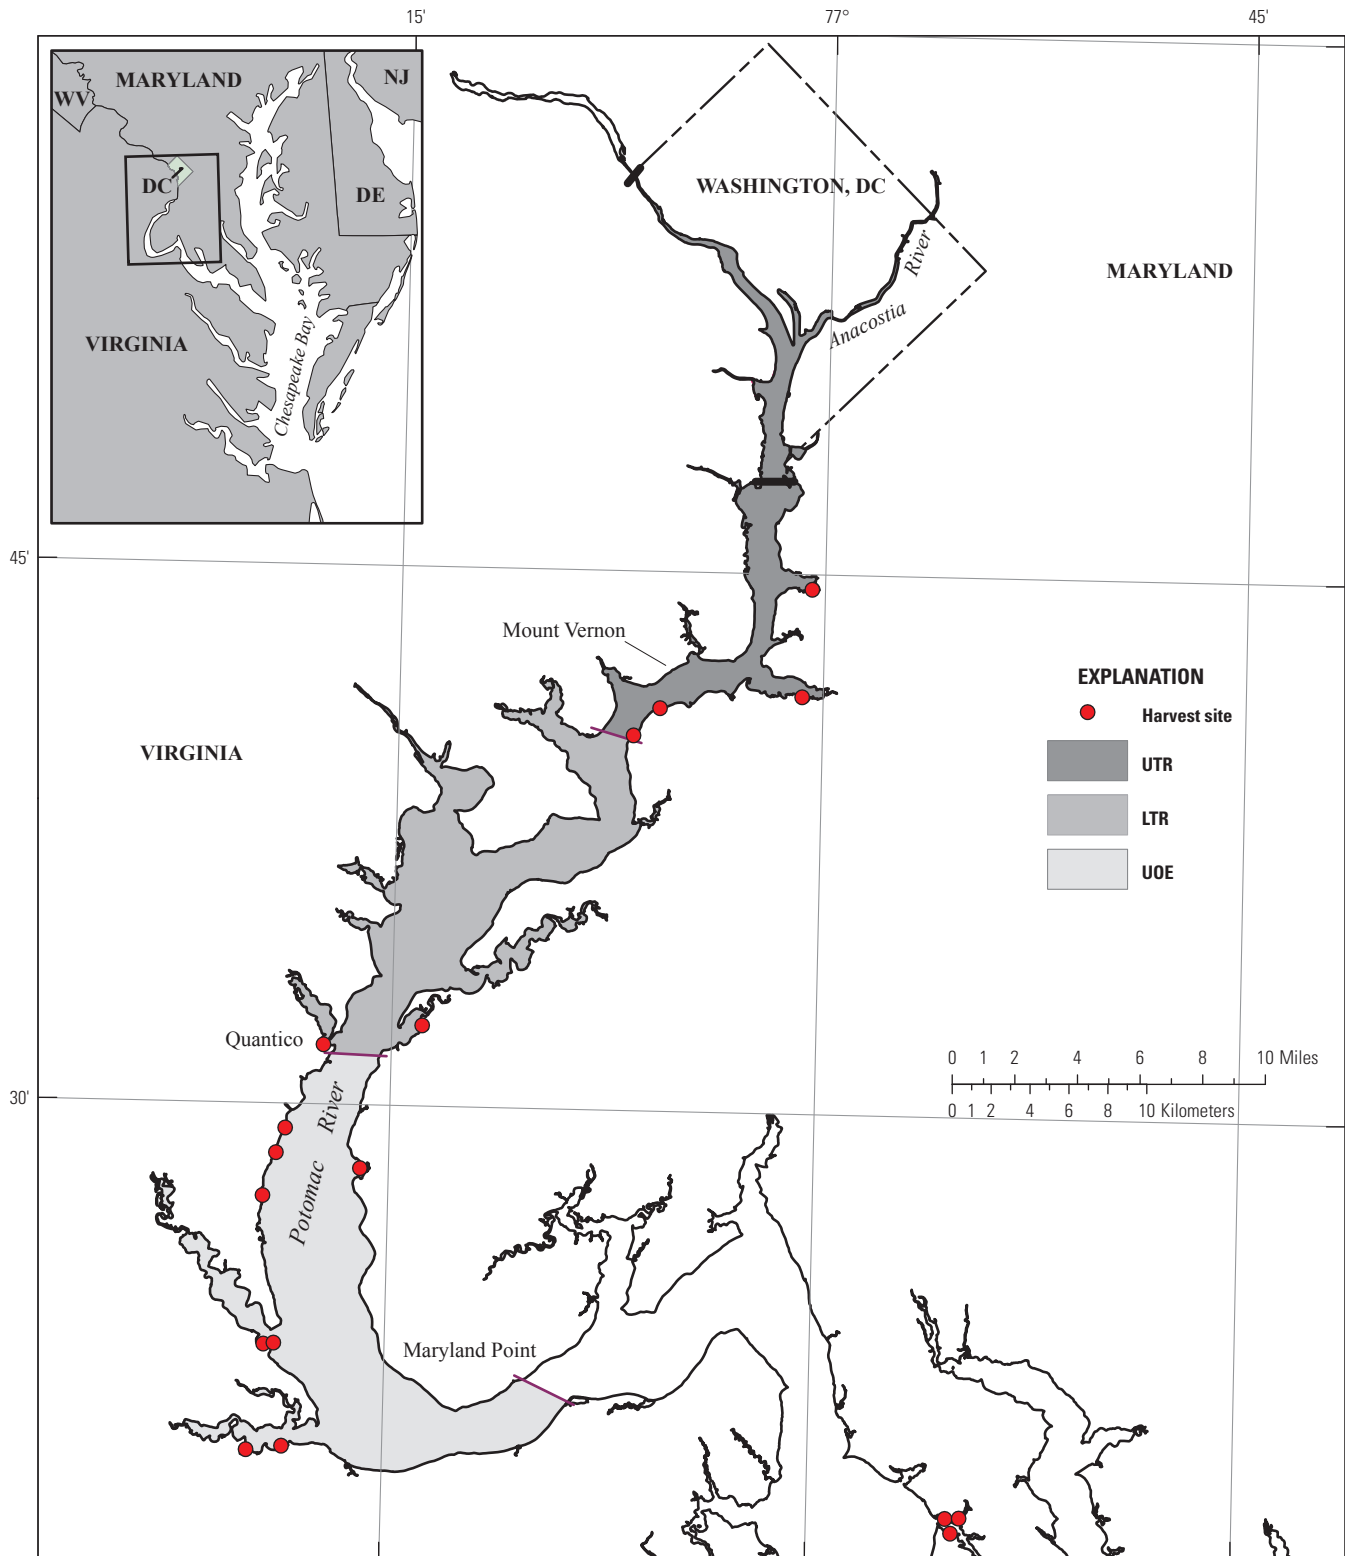 15'
77°
45'
MARYLAND
NJ
WV
DC
DE
VIRGINIA
Chesapeake Bay
WASHINGTON, DC
River
Anacostia
MARYLAND
45'
Mount Vernon
EXPLANATION
Harvest site
UTR
LTR
UOE
VIRGINIA
Quantico
0 1 2 4 6 8 10 Miles
0 1 2 4 6 8 10 Kilometers
30'
River
Potomac
Maryland Point